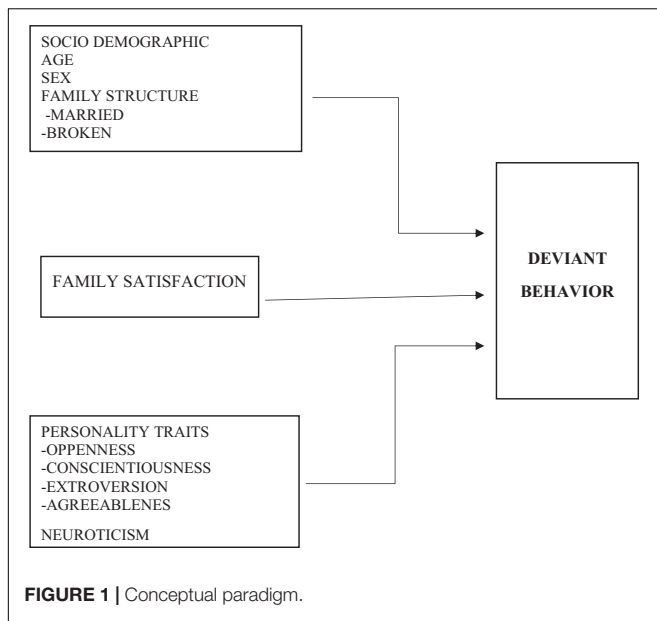 SOCIO DEMOGRAPHIC
AGE
SEX
FAMILY STRUCTURE
-MARRIED
-BROKEN
FAMILY SATISFACTION
PERSONALITY TRAITS
-OPPENNESS
-CONSCIENTIOUSNESS
-EXTROVERSION
-AGREEABLENES
NEUROTICISM
DEVIANT
BEHAVIOR
FIGURE 1 | Conceptual paradigm.